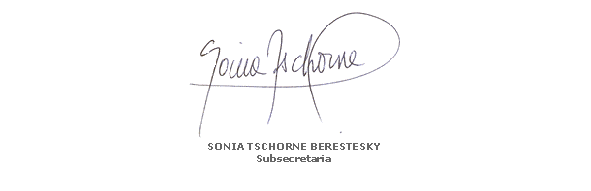 Sonia Tschorne
SONIA TSCHORNE BERESTESKY
Subsecretaria